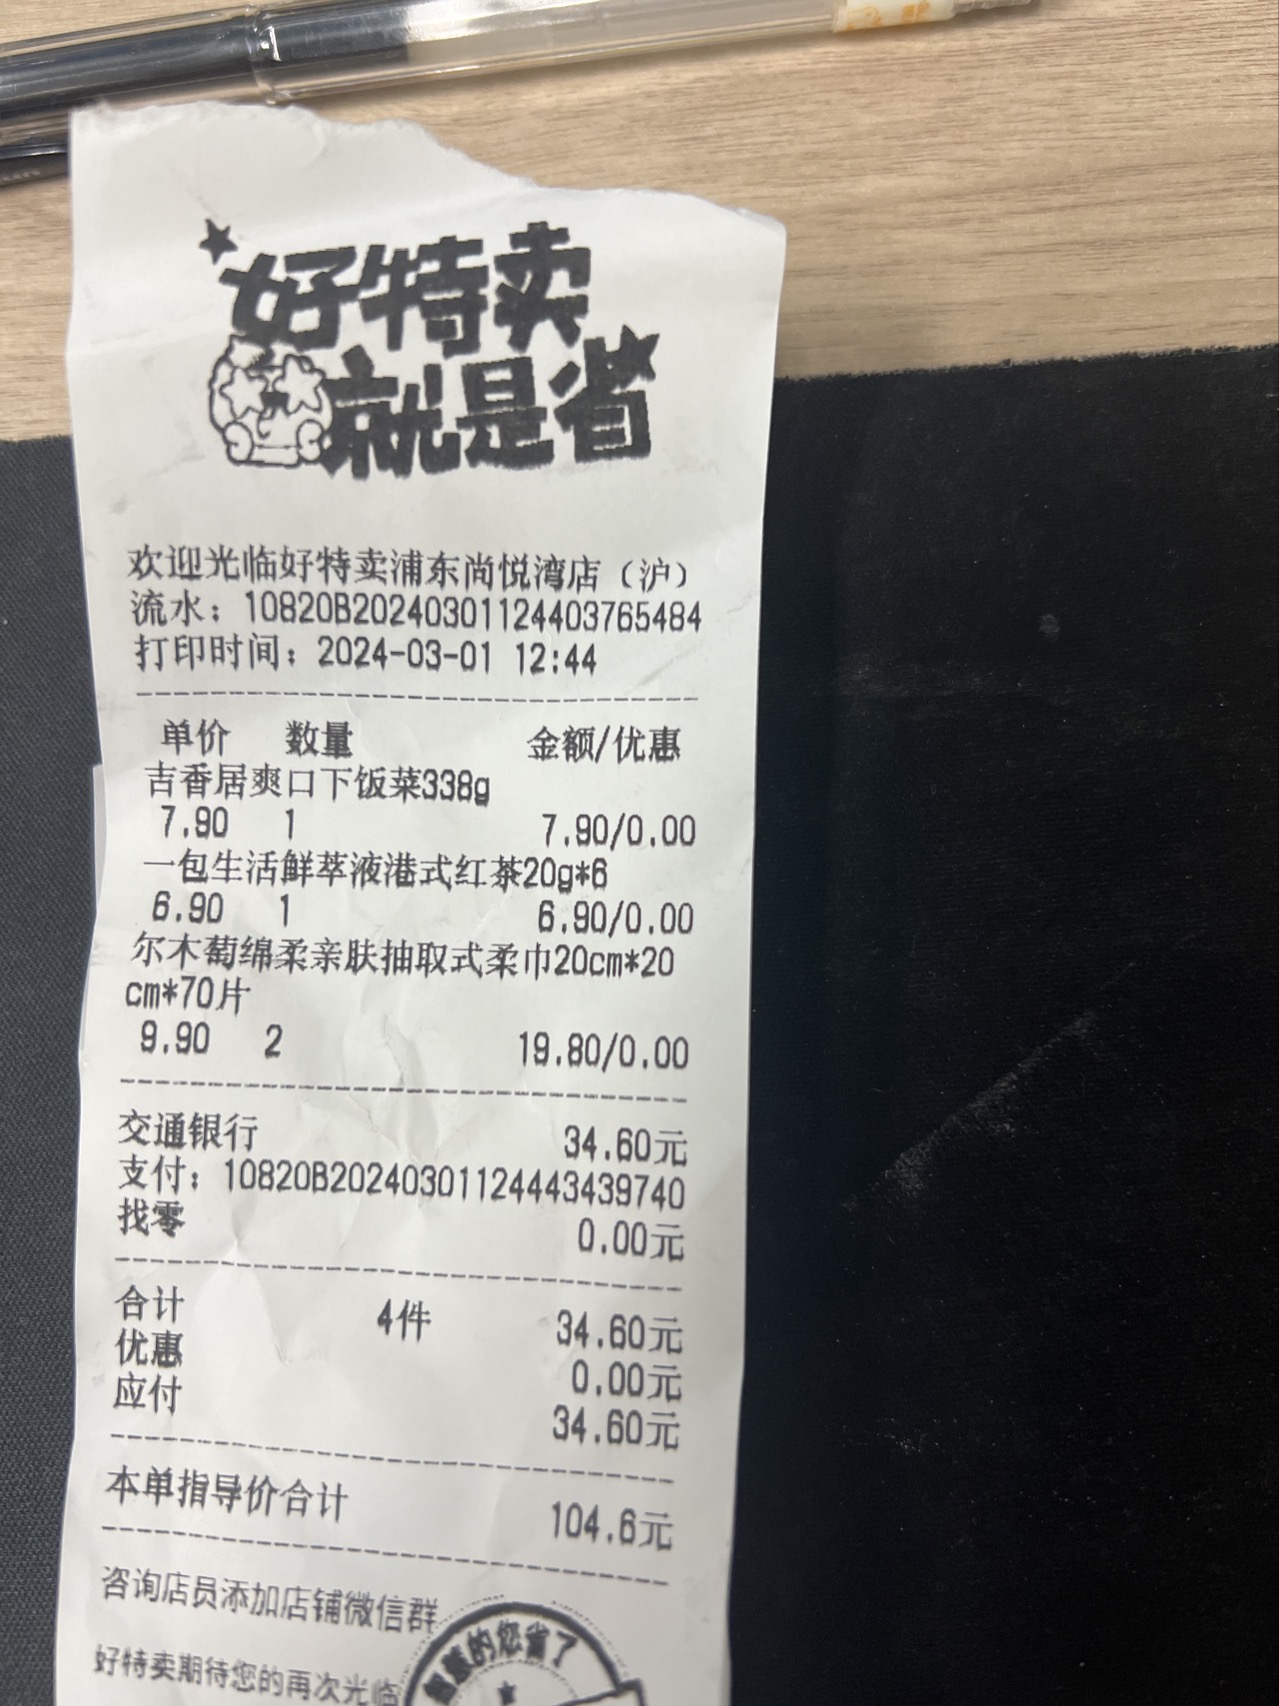 好特卖
就是省
欢迎光临好特卖浦东尚悦湾店（沪）
流水：10820B20240301124403765484
打印时间：2024-03-01 12:44
单价 数量 金额/优惠
吉香居爽口下饭菜338g
7.90 1 7.90/0.00
一包生活鲜萃液港式红茶20g*6
6.90 1 6.90/0.00
尔木萄绵柔亲肤抽取式柔巾20cm*20
cm*70片
9.90 2 19.80/0.00
交通银行 34.60元
支付：10820B20240301124443439740
找零 0.00元
合计 4件 34.60元
优惠 0.00元
应付 34.60元
本单指导价合计 104.6元
咨询店员添加店铺微信群
好特卖期待您的再次光临
的您省了